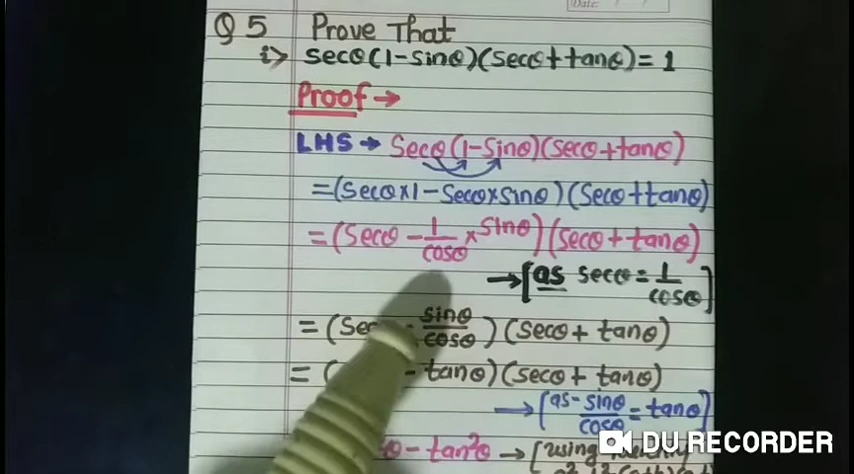 Date:
Q 5 Prove That
i> secθ(1-sinθ)(secθ+tanθ)=1
Proof →
LHS → Secθ(1-Sinθ)(secθ+tanθ)
=(Secθ×1-Secθ×sinθ)(Secθ+tanθ)
=(Secθ - 1/cosθ × sinθ)(secθ+tanθ)
→[as secθ = 1/cosθ]
=(Sec - sinθ/cosθ)(secθ + tanθ)
=( - tanθ)(secθ + tanθ)
→[as - sinθ/cosθ = tanθ]
θ - tan²θ → [using
DU RECORDER